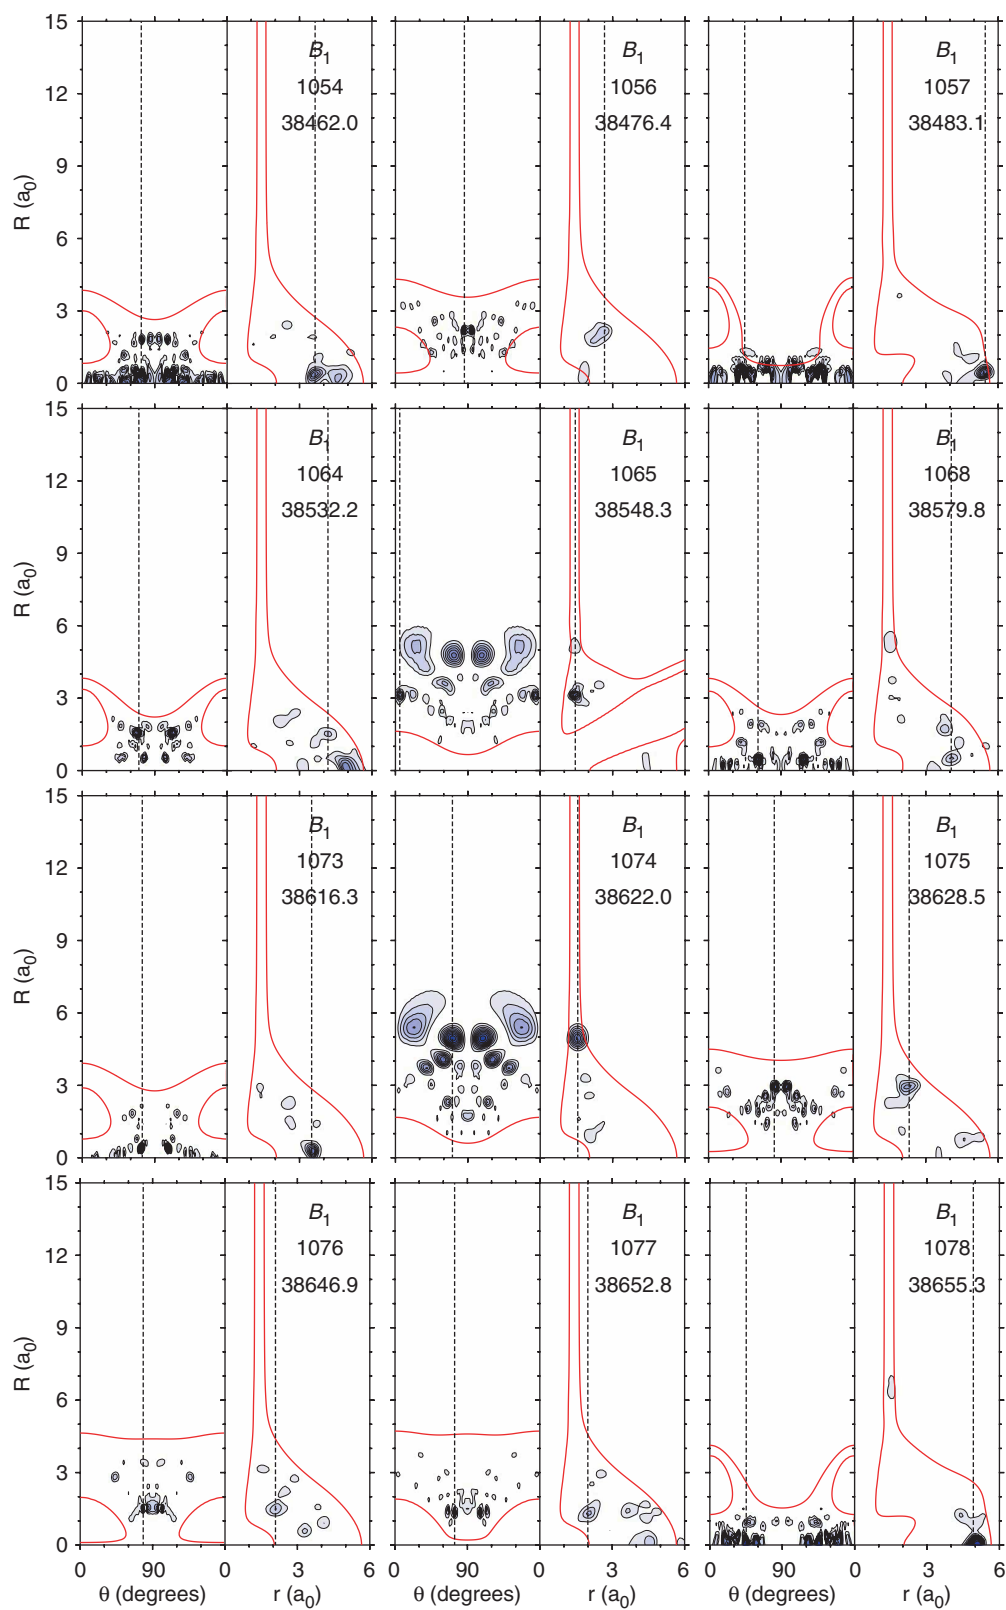 15
12
9
6
3
0
R (a0)
B1
1054
38462.0
B1
1056
38476.4
B1
1057
38483.1
15
12
9
6
3
0
R (a0)
B1
1064
38532.2
B1
1065
38548.3
B1
1068
38579.8
15
12
9
6
3
0
R (a0)
B1
1073
38616.3
B1
1074
38622.0
B1
1075
38628.5
15
12
9
6
3
0
R (a0)
B1
1076
38646.9
B1
1077
38652.8
B1
1078
38655.3
0 90 0 3 6 0 90 0 3 6 0 90 0 3 6
θ (degrees) r (a0) θ (degrees) r (a0) θ (degrees) r (a0)